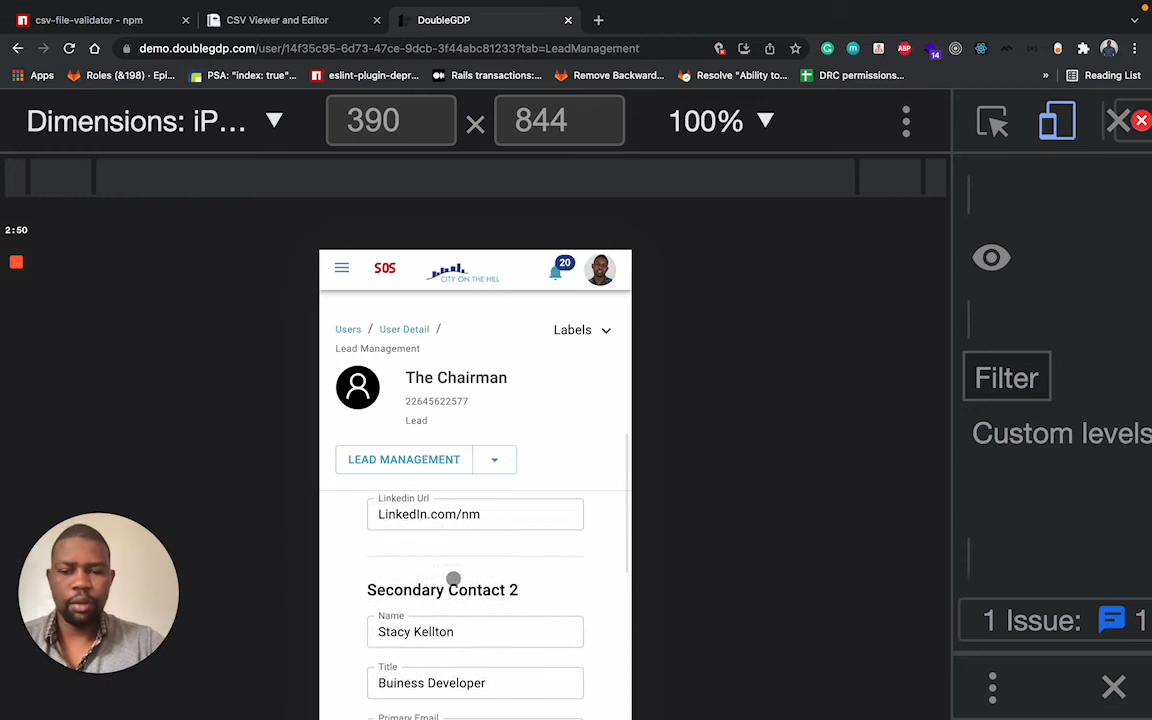 csv-file-validator - npm
CSV Viewer and Editor
DoubleGDP
demo.doublegdp.com/user/14f35c95-6d73-47ce-9dcb-3f44abc81233?tab=LeadManagement
ABP
14
Apps
Roles (&198) · Epi...
PSA: "index: true"...
eslint-plugin-depr...
Rails transactions:...
Remove Backward...
Resolve "Ability to...
DRC permissions...
»
Reading List
Dimensions: iP...
390
844
100%
2:50
SOS
CITY ON THE HILL
20
Users / User Detail /
Labels
Lead Management
The Chairman
22645622577
Lead
LEAD MANAGEMENT
Linkedin Url
LinkedIn.com/nm
Secondary Contact 2
Name
Stacy Kellton
Title
Buiness Developer
Primary Email
Filter
Custom levels
1 Issue:
1